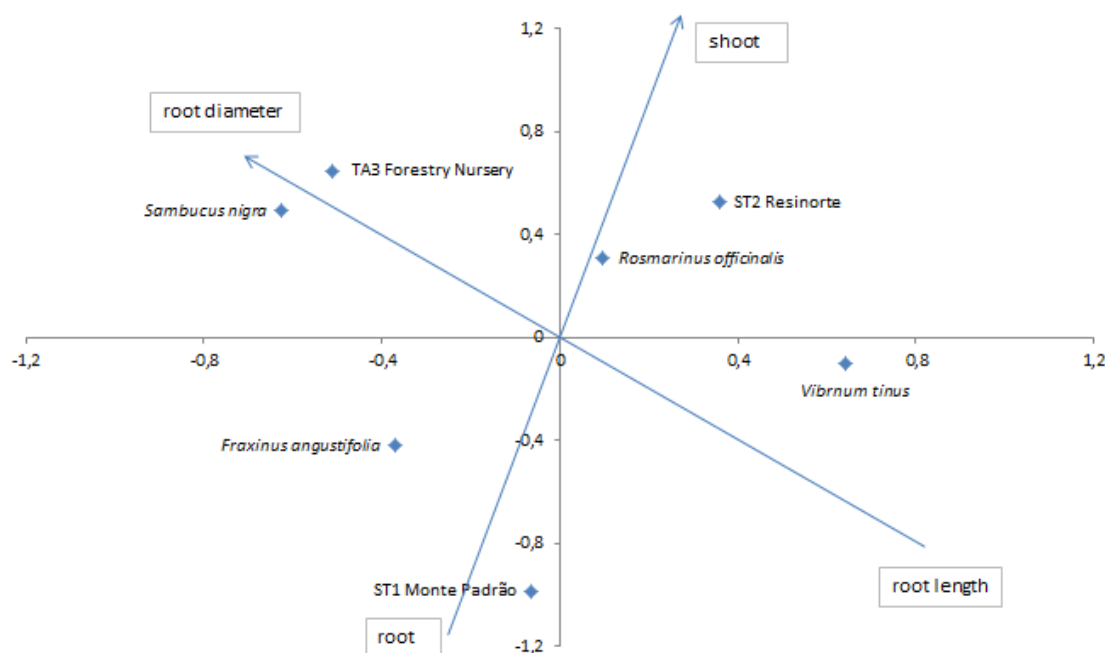 1,2
shoot
root diameter
0,8
TA3 Forestry Nursery
Sambucus nigra
ST2 Resinorte
0,4
Rosmarinus officinalis
0
-1,2
-0,8
-0,4
0
0,4
0,8
1,2
Vibrnum tinus
-0,4
Fraxinus angustifolia
-0,8
root length
ST1 Monte Padrão
root
-1,2